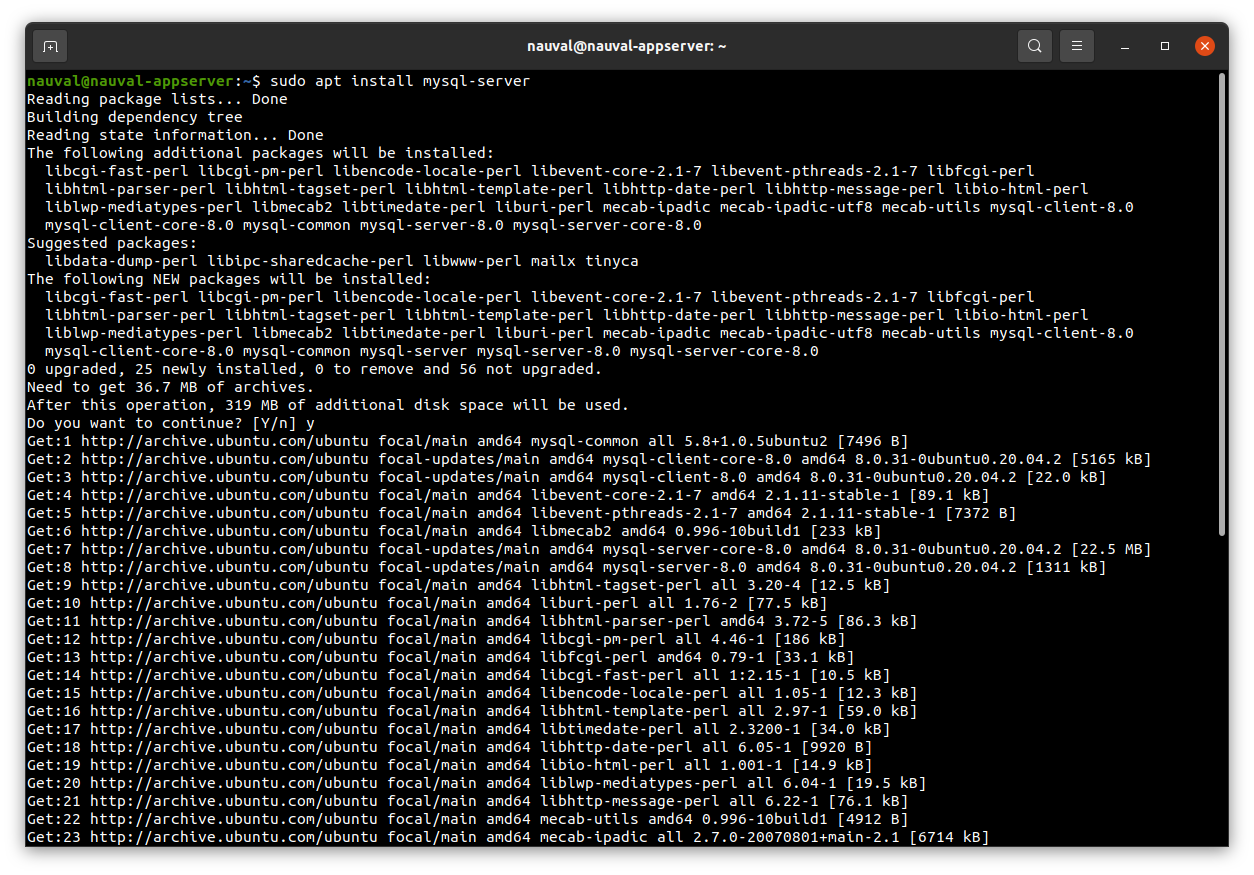 nauval@nauval-appserver: ~
nauval@nauval-appserver:~$ sudo apt install mysql-server
Reading package lists... Done
Building dependency tree
Reading state information... Done
The following additional packages will be installed:
  libcgi-fast-perl libcgi-pm-perl libencode-locale-perl libevent-core-2.1-7 libevent-pthreads-2.1-7 libfcgi-perl
  libhtml-parser-perl libhtml-tagset-perl libhtml-template-perl libhttp-date-perl libhttp-message-perl libio-html-perl
  liblwp-mediatypes-perl libmecab2 libtimedate-perl liburi-perl mecab-ipadic mecab-ipadic-utf8 mecab-utils mysql-client-8.0
  mysql-client-core-8.0 mysql-common mysql-server-8.0 mysql-server-core-8.0
Suggested packages:
  libdata-dump-perl libipc-sharedcache-perl libwww-perl mailx tinyca
The following NEW packages will be installed:
  libcgi-fast-perl libcgi-pm-perl libencode-locale-perl libevent-core-2.1-7 libevent-pthreads-2.1-7 libfcgi-perl
  libhtml-parser-perl libhtml-tagset-perl libhtml-template-perl libhttp-date-perl libhttp-message-perl libio-html-perl
  liblwp-mediatypes-perl libmecab2 libtimedate-perl liburi-perl mecab-ipadic mecab-ipadic-utf8 mecab-utils mysql-client-8.0
  mysql-client-core-8.0 mysql-common mysql-server mysql-server-8.0 mysql-server-core-8.0
0 upgraded, 25 newly installed, 0 to remove and 56 not upgraded.
Need to get 36.7 MB of archives.
After this operation, 319 MB of additional disk space will be used.
Do you want to continue? [Y/n] y
Get:1 http://archive.ubuntu.com/ubuntu focal/main amd64 mysql-common all 5.8+1.0.5ubuntu2 [7496 B]
Get:2 http://archive.ubuntu.com/ubuntu focal-updates/main amd64 mysql-client-core-8.0 amd64 8.0.31-0ubuntu0.20.04.2 [5165 kB]
Get:3 http://archive.ubuntu.com/ubuntu focal-updates/main amd64 mysql-client-8.0 amd64 8.0.31-0ubuntu0.20.04.2 [22.0 kB]
Get:4 http://archive.ubuntu.com/ubuntu focal/main amd64 libevent-core-2.1-7 amd64 2.1.11-stable-1 [89.1 kB]
Get:5 http://archive.ubuntu.com/ubuntu focal/main amd64 libevent-pthreads-2.1-7 amd64 2.1.11-stable-1 [7372 B]
Get:6 http://archive.ubuntu.com/ubuntu focal/main amd64 libmecab2 amd64 0.996-10build1 [233 kB]
Get:7 http://archive.ubuntu.com/ubuntu focal-updates/main amd64 mysql-server-core-8.0 amd64 8.0.31-0ubuntu0.20.04.2 [22.5 MB]
Get:8 http://archive.ubuntu.com/ubuntu focal-updates/main amd64 mysql-server-8.0 amd64 8.0.31-0ubuntu0.20.04.2 [1311 kB]
Get:9 http://archive.ubuntu.com/ubuntu focal/main amd64 libhtml-tagset-perl all 3.20-4 [12.5 kB]
Get:10 http://archive.ubuntu.com/ubuntu focal/main amd64 liburi-perl all 1.76-2 [77.5 kB]
Get:11 http://archive.ubuntu.com/ubuntu focal/main amd64 libhtml-parser-perl amd64 3.72-5 [86.3 kB]
Get:12 http://archive.ubuntu.com/ubuntu focal/main amd64 libcgi-pm-perl all 4.46-1 [186 kB]
Get:13 http://archive.ubuntu.com/ubuntu focal/main amd64 libfcgi-perl amd64 0.79-1 [33.1 kB]
Get:14 http://archive.ubuntu.com/ubuntu focal/main amd64 libcgi-fast-perl all 1:2.15-1 [10.5 kB]
Get:15 http://archive.ubuntu.com/ubuntu focal/main amd64 libencode-locale-perl all 1.05-1 [12.3 kB]
Get:16 http://archive.ubuntu.com/ubuntu focal/main amd64 libhtml-template-perl all 2.97-1 [59.0 kB]
Get:17 http://archive.ubuntu.com/ubuntu focal/main amd64 libtimedate-perl all 2.3200-1 [34.0 kB]
Get:18 http://archive.ubuntu.com/ubuntu focal/main amd64 libhttp-date-perl all 6.05-1 [9920 B]
Get:19 http://archive.ubuntu.com/ubuntu focal/main amd64 libio-html-perl all 1.001-1 [14.9 kB]
Get:20 http://archive.ubuntu.com/ubuntu focal/main amd64 liblwp-mediatypes-perl all 6.04-1 [19.5 kB]
Get:21 http://archive.ubuntu.com/ubuntu focal/main amd64 libhttp-message-perl all 6.22-1 [76.1 kB]
Get:22 http://archive.ubuntu.com/ubuntu focal/main amd64 mecab-utils amd64 0.996-10build1 [4912 B]
Get:23 http://archive.ubuntu.com/ubuntu focal/main amd64 mecab-ipadic all 2.7.0-20070801+main-2.1 [6714 kB]